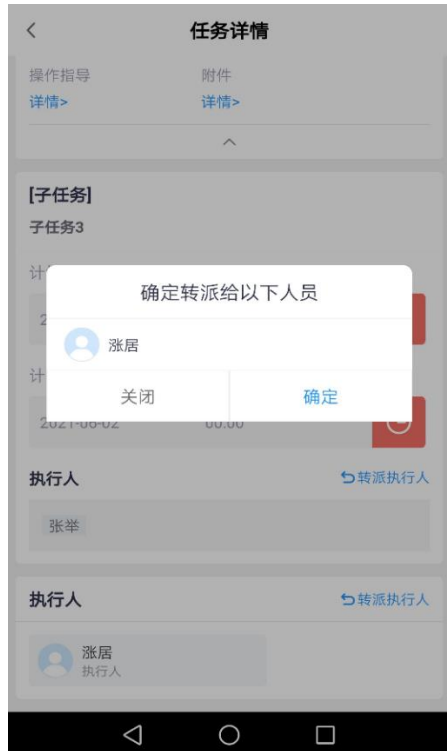 任务详情
操作指导 附件
详情> 详情>
[子任务]
子任务3
计
确定转派给以下人员
2
涨居
计
关闭 确定
2021-06-02 00:00
执行人 转派执行人
张举
执行人 转派执行人
涨居
执行人